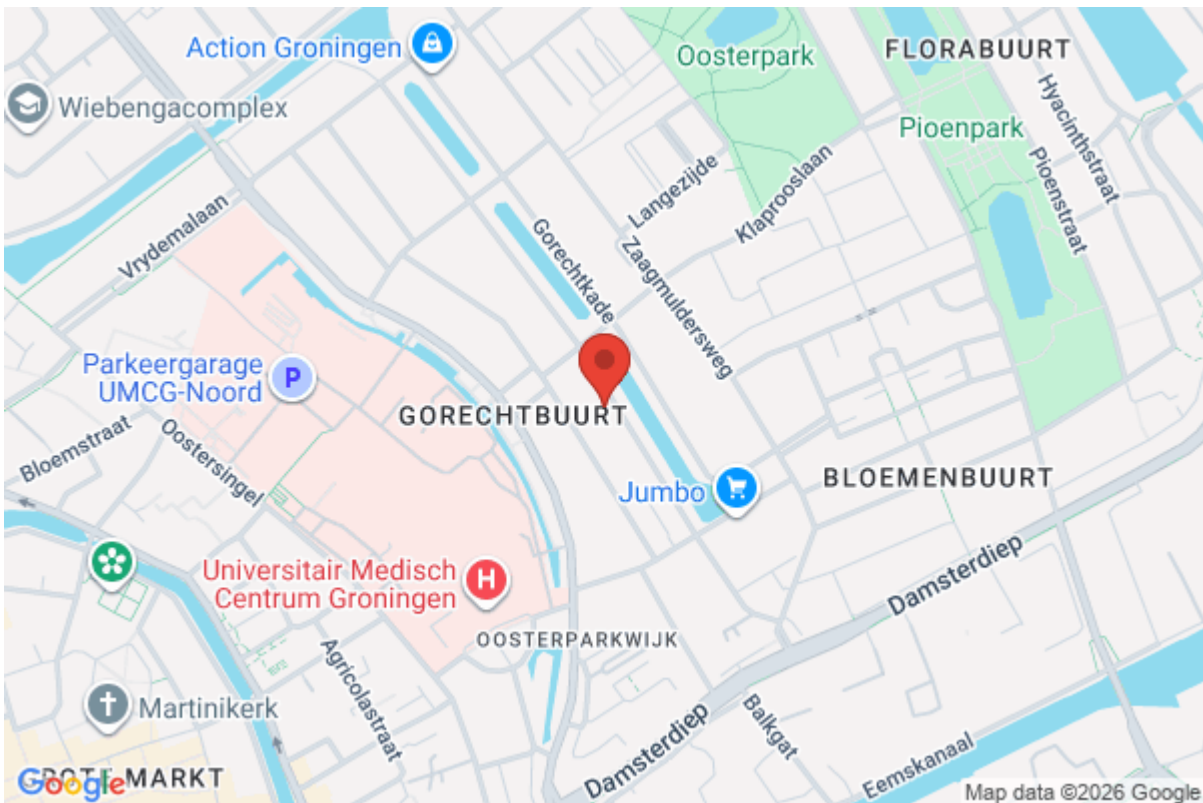 Action Groningen
Oosterpark
FLORABUURT
Wiebengacomplex
Hyacinthstraat
Pioenpark
Langezijde
Klaprooslaan
Pioenstraat
Vrydemalaan
Gorechtkade
Zaagmuldersweg
Parkeergarage
UMCG-Noord
P
GORECHTBUURT
Bloemstraat
Oostersingel
Jumbo
BLOEMENBUURT
Universitair Medisch
Centrum Groningen
H
Damsterdiep
OOSTERPARKWIJK
Agricolastraat
Martinikerk
Balkgat
Damsterdiep
Eemskanaal
MARKT
Google
Map data ©2026 Google